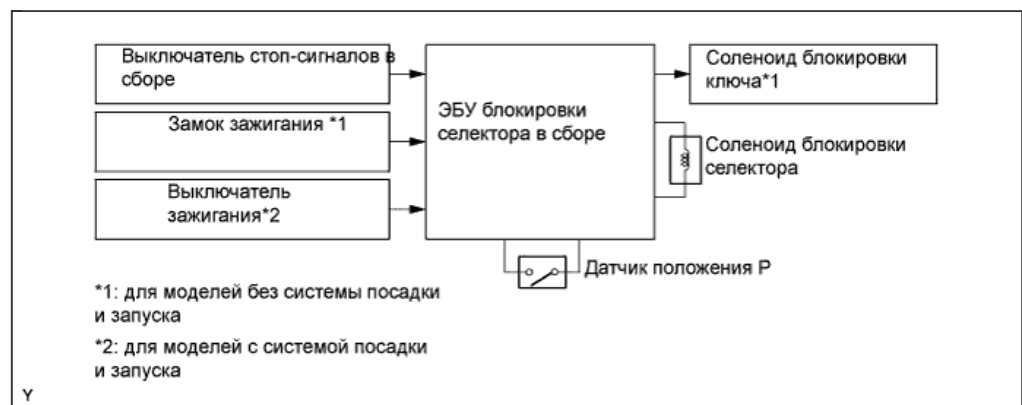 Выключатель стоп-сигналов в
сборе
Замок зажигания *1
Выключатель
зажигания*2
ЭБУ блокировки
селектора в сборе
Соленоид блокировки
ключа*1
Соленоид блокировки
селектора
Датчик положения P
*1: для моделей без системы посадки
и запуска
*2: для моделей с системой посадки
и запуска
Y